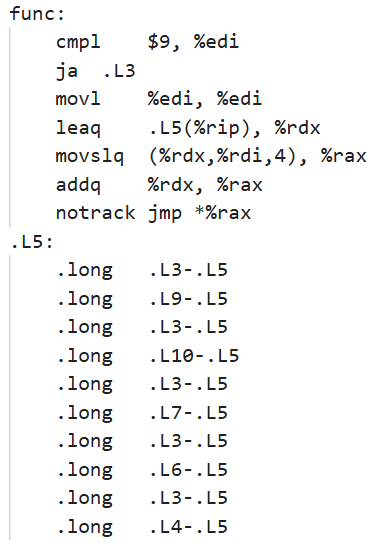 func:
    cmpl    $9, %edi
    ja  .L3
    movl    %edi, %edi
    leaq    .L5(%rip), %rdx
    movslq  (%rdx,%rdi,4), %rax
    addq    %rdx, %rax
    notrack jmp *%rax
.L5:
    .long   .L3-.L5
    .long   .L9-.L5
    .long   .L3-.L5
    .long   .L10-.L5
    .long   .L3-.L5
    .long   .L7-.L5
    .long   .L3-.L5
    .long   .L6-.L5
    .long   .L3-.L5
    .long   .L4-.L5